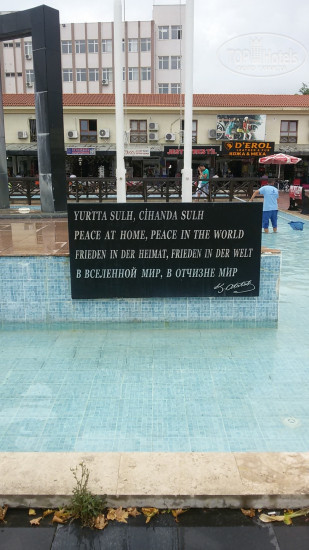 D'EROL
YURTTA SULH, CİHANDA SULH
PEACE AT HOME, PEACE IN THE WORLD
FRIEDEN IN DER HEIMAT, FRIEDEN IN DER WELT
В ВСЕЛЕННОЙ МИР, В ОТЧИЗНЕ МИР
K. Atatürk